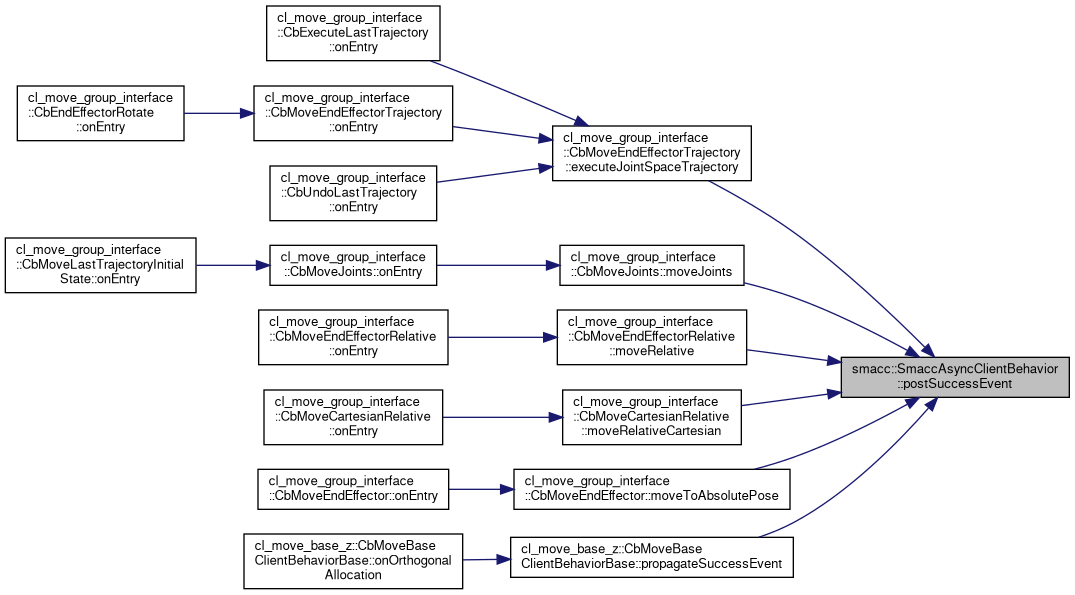 cl_move_group_interface
::CbExecuteLastTrajectory
::onEntry
cl_move_group_interface
::CbEndEffectorRotate
::onEntry
cl_move_group_interface
::CbMoveEndEffectorTrajectory
::onEntry
cl_move_group_interface
::CbMoveEndEffectorTrajectory
::executeJointSpaceTrajectory
cl_move_group_interface
::CbUndoLastTrajectory
::onEntry
cl_move_group_interface
::CbMoveLastTrajectoryInitial
State::onEntry
cl_move_group_interface
::CbMoveJoints::onEntry
cl_move_group_interface
::CbMoveJoints::moveJoints
cl_move_group_interface
::CbMoveEndEffectorRelative
::onEntry
cl_move_group_interface
::CbMoveEndEffectorRelative
::moveRelative
smacc::SmaccAsyncClientBehavior
::postSuccessEvent
cl_move_group_interface
::CbMoveCartesianRelative
::onEntry
cl_move_group_interface
::CbMoveCartesianRelative
::moveRelativeCartesian
cl_move_group_interface
::CbMoveEndEffector::onEntry
cl_move_group_interface
::CbMoveEndEffector::moveToAbsolutePose
cl_move_base_z::CbMoveBase
ClientBehaviorBase::onOrthogonal
Allocation
cl_move_base_z::CbMoveBase
ClientBehaviorBase::propagateSuccessEvent